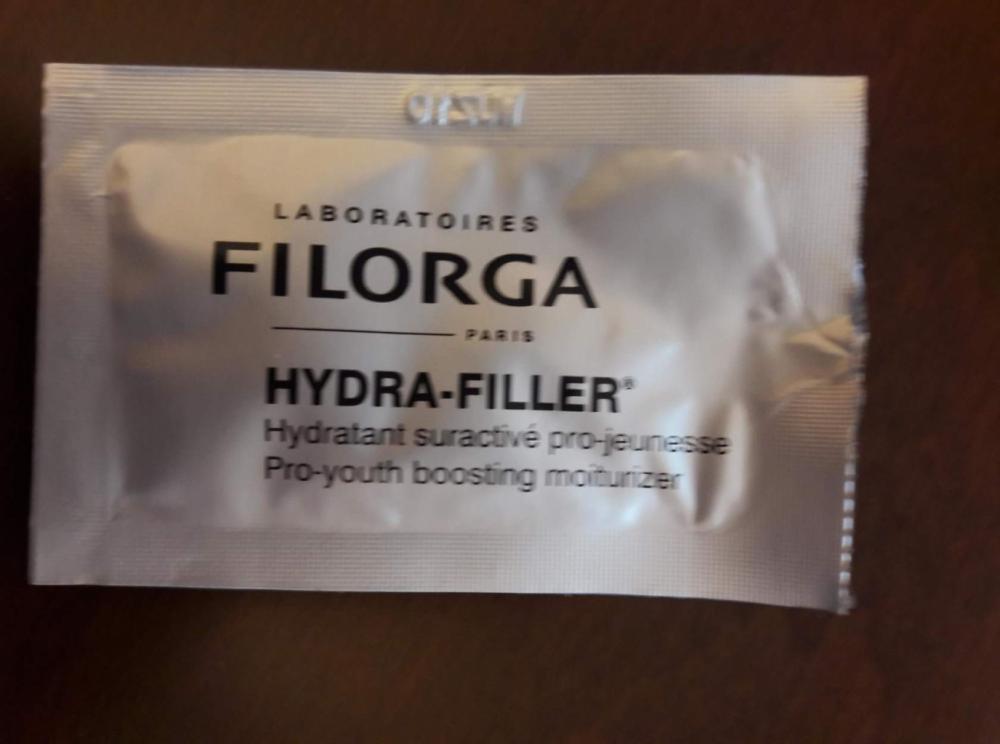 LABORATOIRES
FILORGA
PARIS
HYDRA-FILLER®
Hydratant suractivé pro-jeunesse
Pro-youth boosting moiturizer